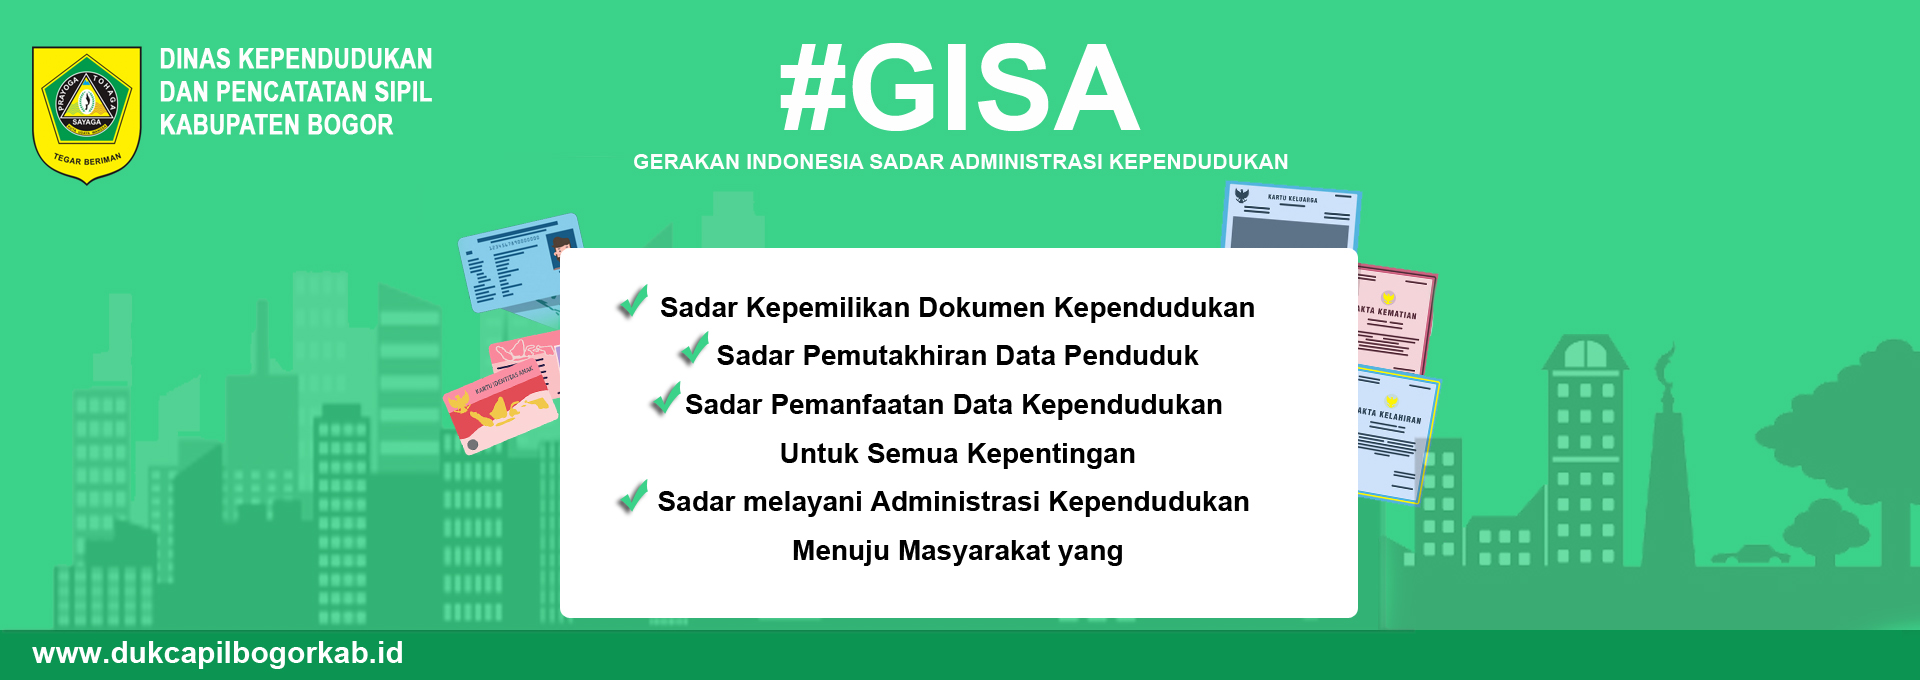 PRAYOGA TOHAGA
SAYAGA
TEGAR BERIMAN
DINAS KEPENDUDUKAN
DAN PENCATATAN SIPIL
KABUPATEN BOGOR
#GISA
GERAKAN INDONESIA SADAR ADMINISTRASI KEPENDUDUKAN
KARTU KELUARGA
KARTU IDENTITAS ANAK
AKTA KEMATIAN
AKTA KELAHIRAN
Sadar Kepemilikan Dokumen Kependudukan
Sadar Pemutakhiran Data Penduduk
Sadar Pemanfaatan Data Kependudukan
Untuk Semua Kepentingan
Sadar melayani Administrasi Kependudukan
Menuju Masyarakat yang
www.dukcapilbogorkab.id